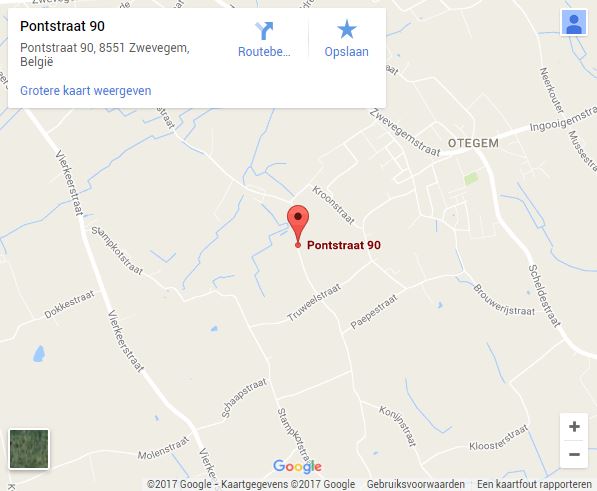 Pontstraat 90
Pontstraat 90, 8551 Zwevegem,
België
Routebe...
Opslaan
Grotere kaart weergeven
Neerkouter
Ingooigemstraat
Mussestra
Zwevegemstraat
OTEGEM
Vierkeerstraat
Kroonstraat
Stampkotstraat
Pontstraat 90
Scheldestraat
Dokkestraat
Truweelstraat
Brouwerijstraat
Paepestraat
Vierkeerstraat
Schaapstraat
Konijnstraat
Stampkotstr
Molenstraat
Kloosterstraat
Vierke
K
+
−
Google
©2017 Google - Kaartgegevens ©2017 Google
Gebruiksvoorwaarden
Een kaartfout rapporteren